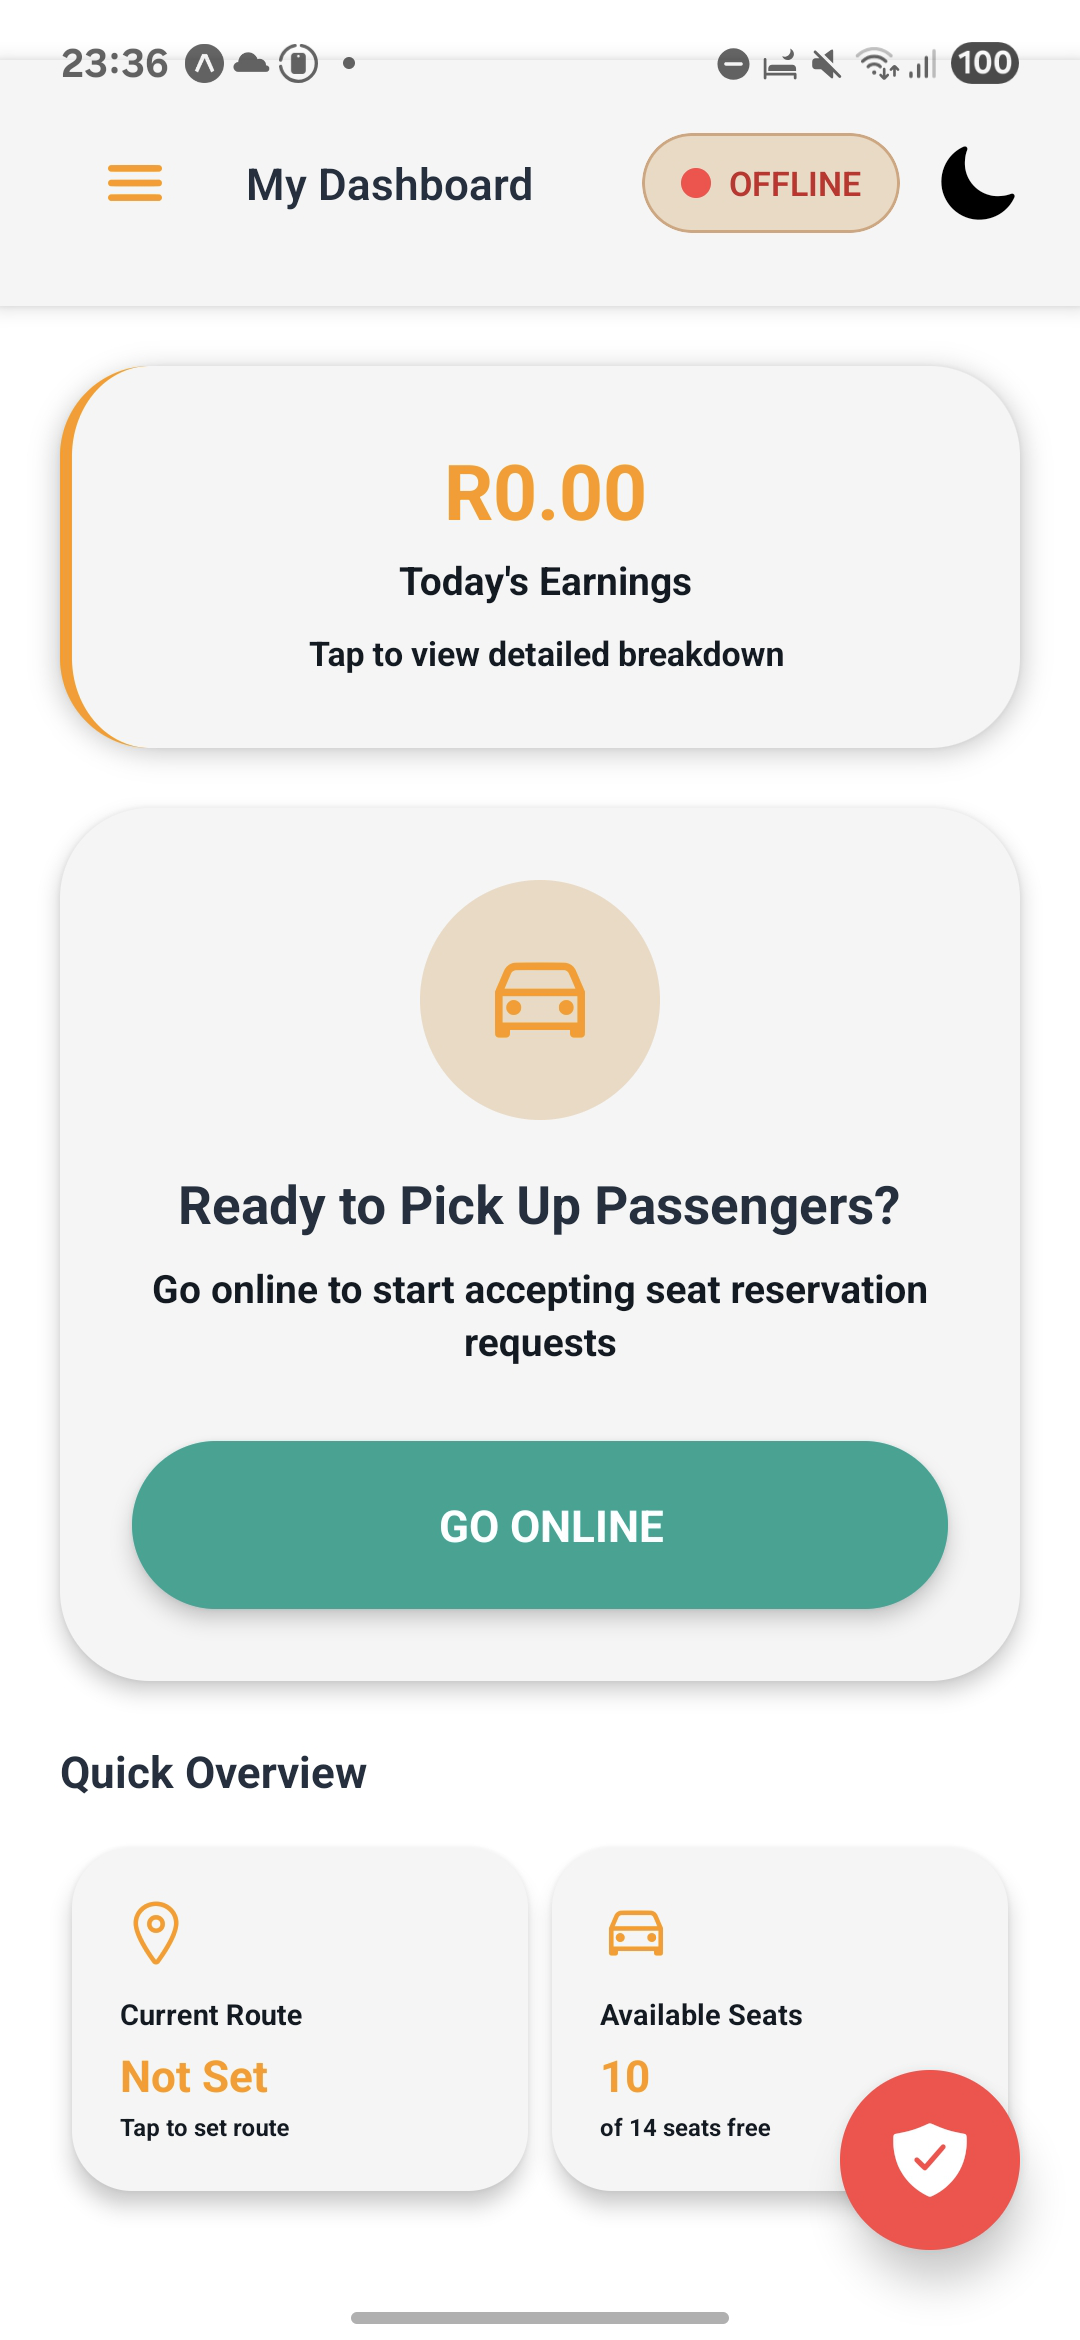 23:36
100
My Dashboard
OFFLINE
R0.00
Today's Earnings
Tap to view detailed breakdown
Ready to Pick Up Passengers?
Go online to start accepting seat reservation
requests
GO ONLINE
Quick Overview
Current Route
Not Set
Tap to set route
Available Seats
10
of 14 seats free